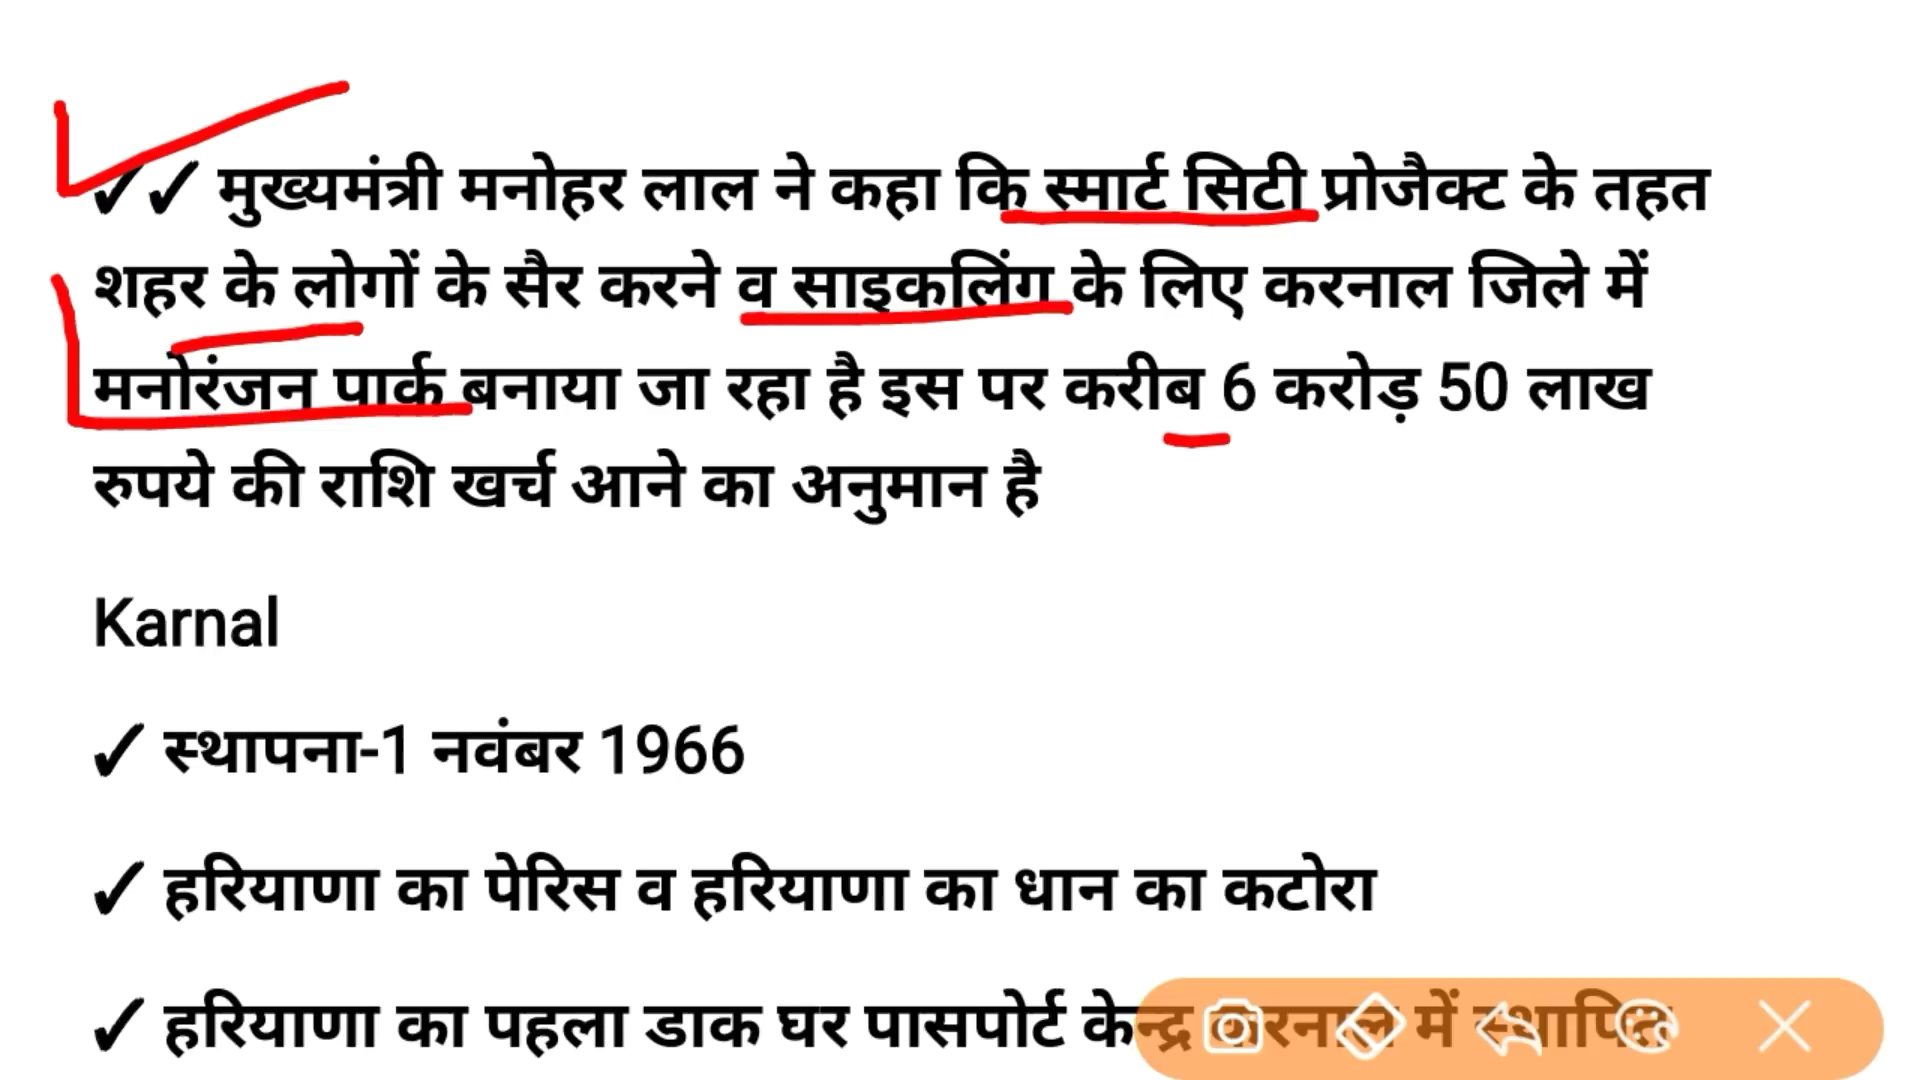 ✓✓ मुख्यमंत्री मनोहर लाल ने कहा कि स्मार्ट सिटी प्रोजैक्ट के तहत
शहर के लोगों के सैर करने व साइकलिंग के लिए करनाल जिले में
मनोरंजन पार्क बनाया जा रहा है इस पर करीब 6 करोड़ 50 लाख
रुपये की राशि खर्च आने का अनुमान है
Karnal
✓ स्थापना-1 नवंबर 1966
✓ हरियाणा का पेरिस व हरियाणा का धान का कटोरा
✓ हरियाणा का पहला डाक घर पासपोर्ट केन्द्र करनाल में स्थापित